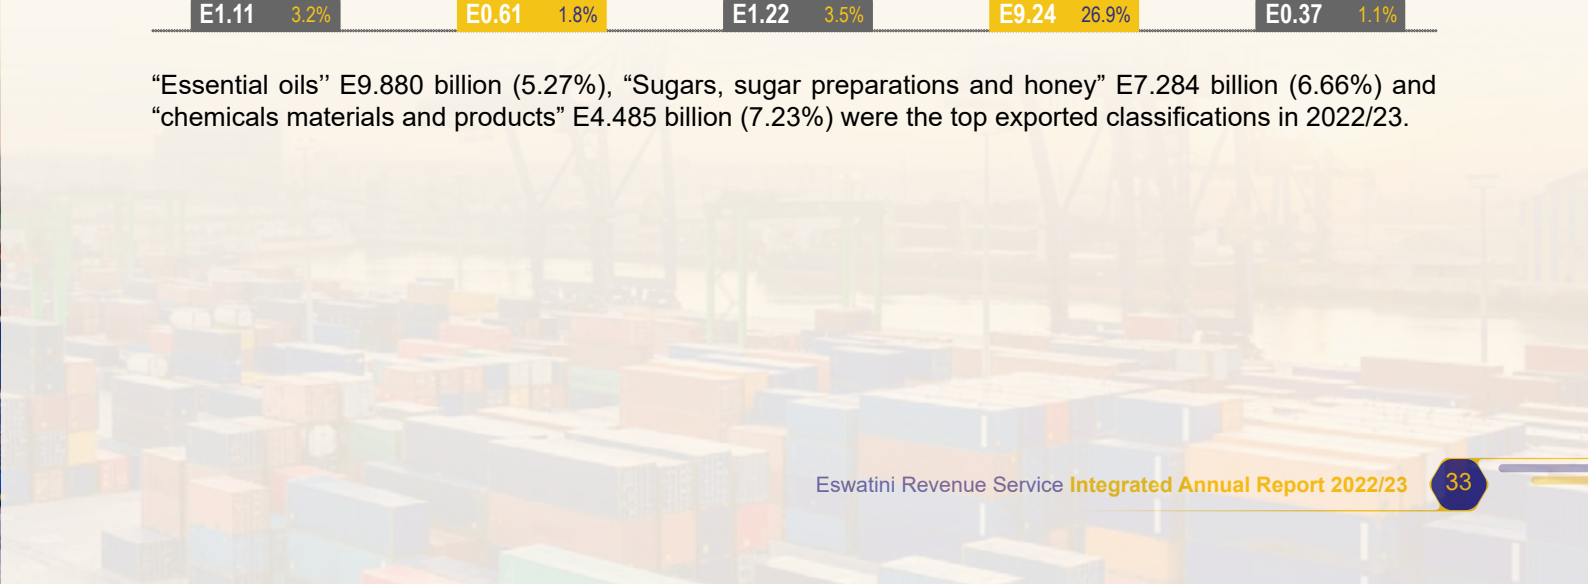 E1.11 3.2% E0.61 1.8% E1.22 3.5% E9.24 26.9% E0.37 1.1%
“Essential oils’’ E9.880 billion (5.27%), “Sugars, sugar preparations and honey” E7.284 billion (6.66%) and
“chemicals materials and products” E4.485 billion (7.23%) were the top exported classifications in 2022/23.
Eswatini Revenue Service Integrated Annual Report 2022/23 33